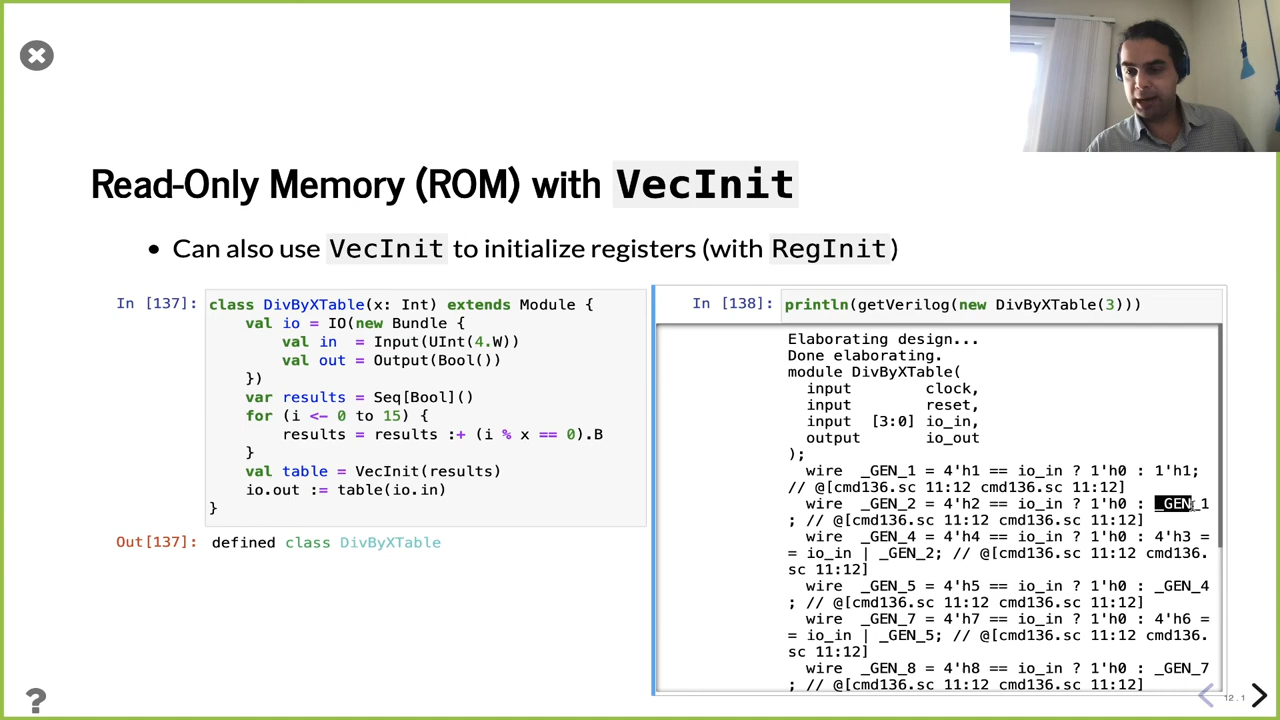 Read-Only Memory (ROM) with VecInit
• Can also use VecInit to initialize registers (with RegInit)
In [137]:
class DivByXTable(x: Int) extends Module {
    val io = IO(new Bundle {
        val in  = Input(UInt(4.W))
        val out = Output(Bool())
    })
    var results = Seq[Bool]()
    for (i <- 0 to 15) {
        results = results :+ (i % x == 0).B
    }
    val table = VecInit(results)
    io.out := table(io.in)
}
Out[137]: defined class DivByXTable
In [138]: println(getVerilog(new DivByXTable(3)))
Elaborating design...
Done elaborating.
module DivByXTable(
  input        clock,
  input        reset,
  input  [3:0] io_in,
  output       io_out
);
  wire  _GEN_1 = 4'h1 == io_in ? 1'h0 : 1'h1;
// @[cmd136.sc 11:12 cmd136.sc 11:12]
  wire  _GEN_2 = 4'h2 == io_in ? 1'h0 : _GEN_1
; // @[cmd136.sc 11:12 cmd136.sc 11:12]
  wire  _GEN_4 = 4'h4 == io_in ? 1'h0 : 4'h3 =
= io_in | _GEN_2; // @[cmd136.sc 11:12 cmd136.
sc 11:12]
  wire  _GEN_5 = 4'h5 == io_in ? 1'h0 : _GEN_4
; // @[cmd136.sc 11:12 cmd136.sc 11:12]
  wire  _GEN_7 = 4'h7 == io_in ? 1'h0 : 4'h6 =
= io_in | _GEN_5; // @[cmd136.sc 11:12 cmd136.
sc 11:12]
  wire  _GEN_8 = 4'h8 == io_in ? 1'h0 : _GEN_7
; // @[cmd136.sc 11:12 cmd136.sc 11:12]
?
12.1